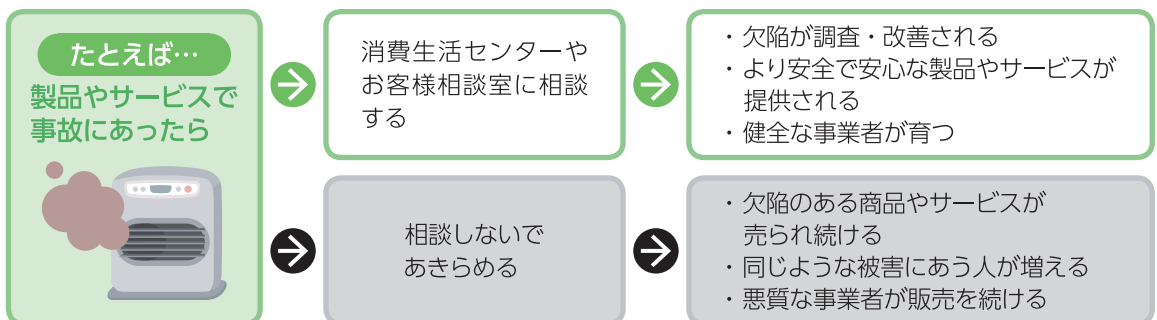 たとえば…
製品やサービスで
事故にあったら
消費生活センターや
お客様相談室に相談
する
・欠陥が調査・改善される
・より安全で安心な製品やサービスが
提供される
・健全な事業者が育つ
相談しないで
あきらめる
・欠陥のある商品やサービスが
売られ続ける
・同じような被害にあう人が増える
・悪質な事業者が販売を続ける